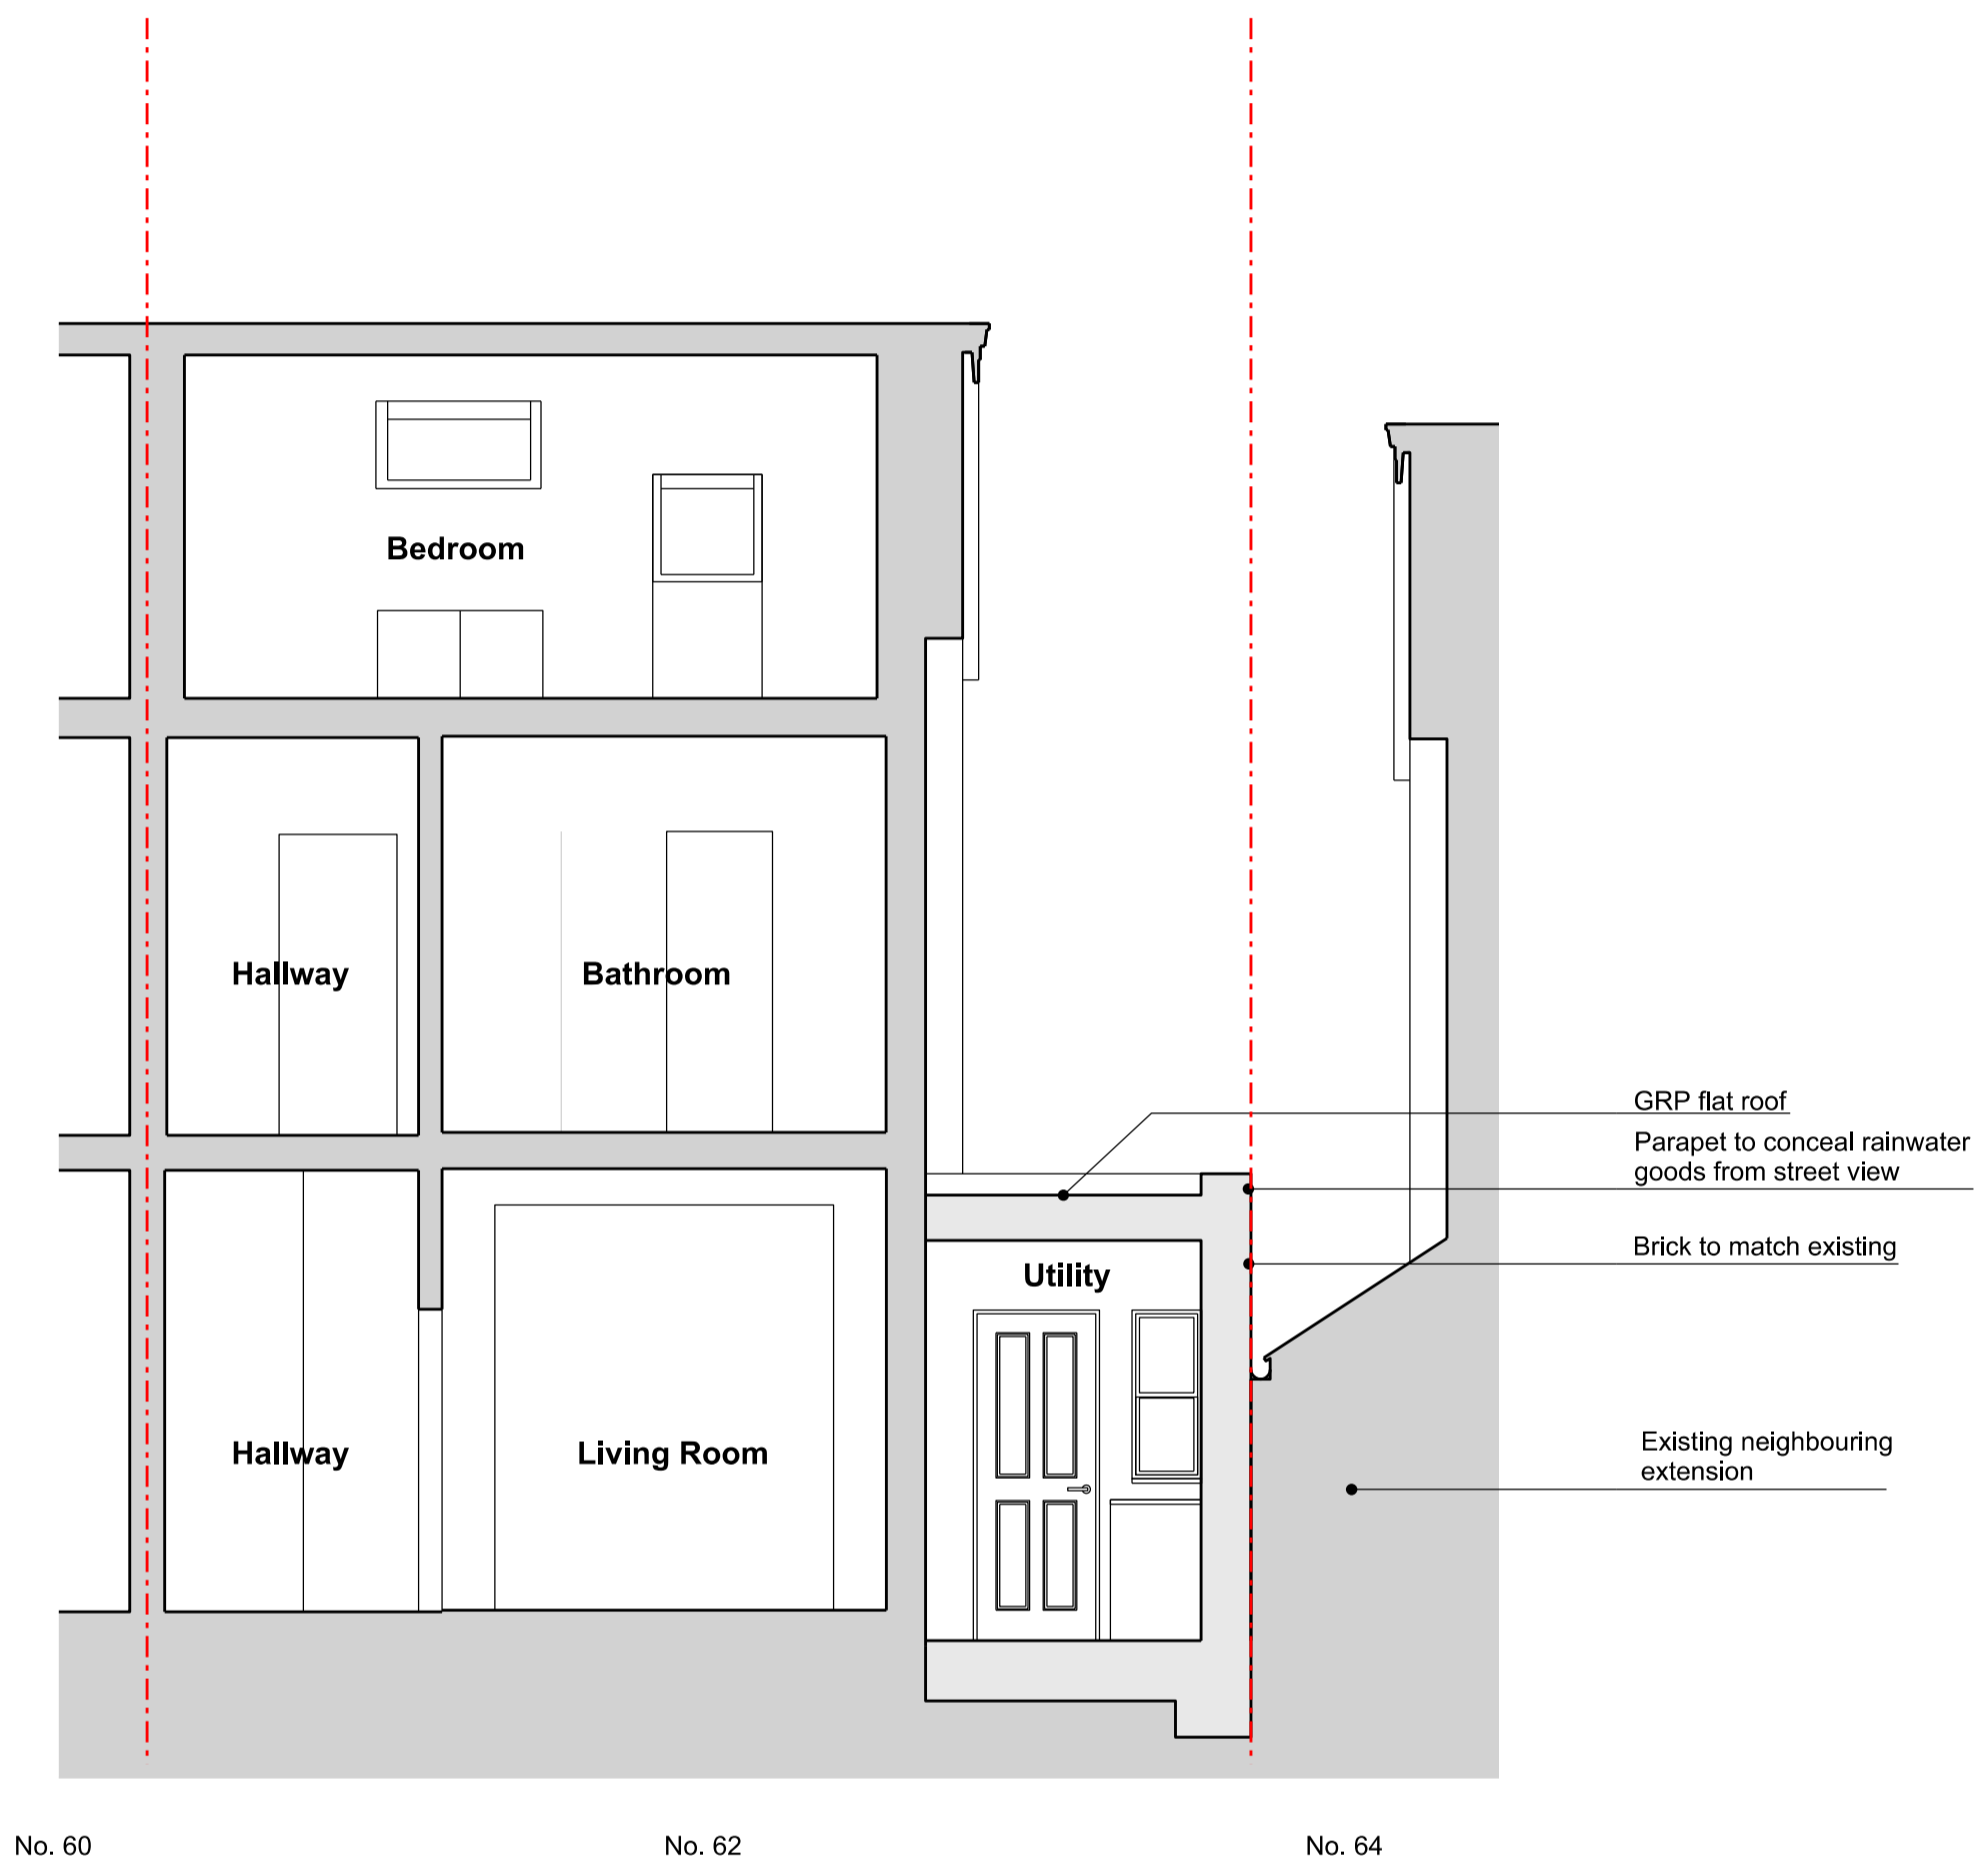 Bedroom
Hallway
Bathroom
GRP flat roof
Parapet to conceal rainwater
goods from street view
Brick to match existing
Utility
Hallway
Living Room
Existing neighbouring
extension
No. 60
No. 62
No. 64